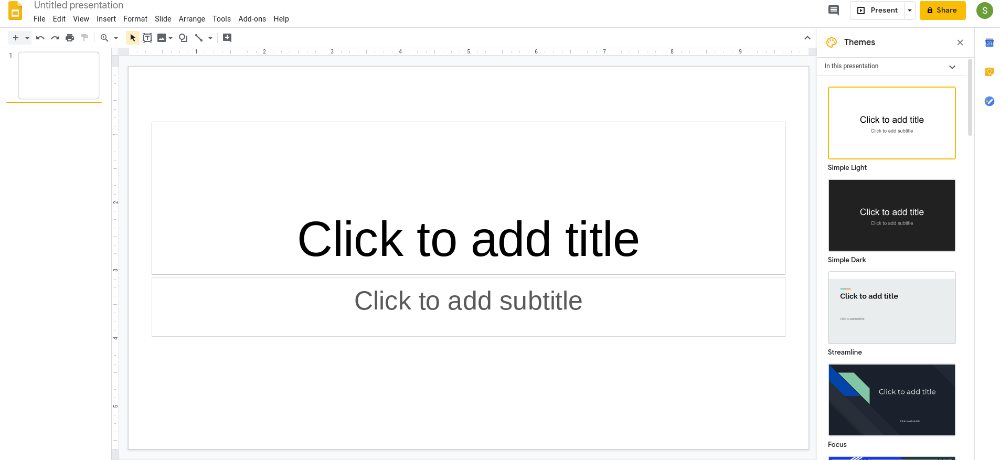 Untitled presentation
File Edit View Insert Format Slide Arrange Tools Add-ons Help
Present
Share
S
1
1 2 3 4 5 6 7 8 9
1
2
3
4
5
Click to add title
Click to add subtitle
Themes
In this presentation
Click to add title
Click to add subtitle
Simple Light
Click to add title
Click to add subtitle
Simple Dark
Click to add title
Click to add subtitle
Streamline
Click to add title
Click to add subtitle
Focus
31